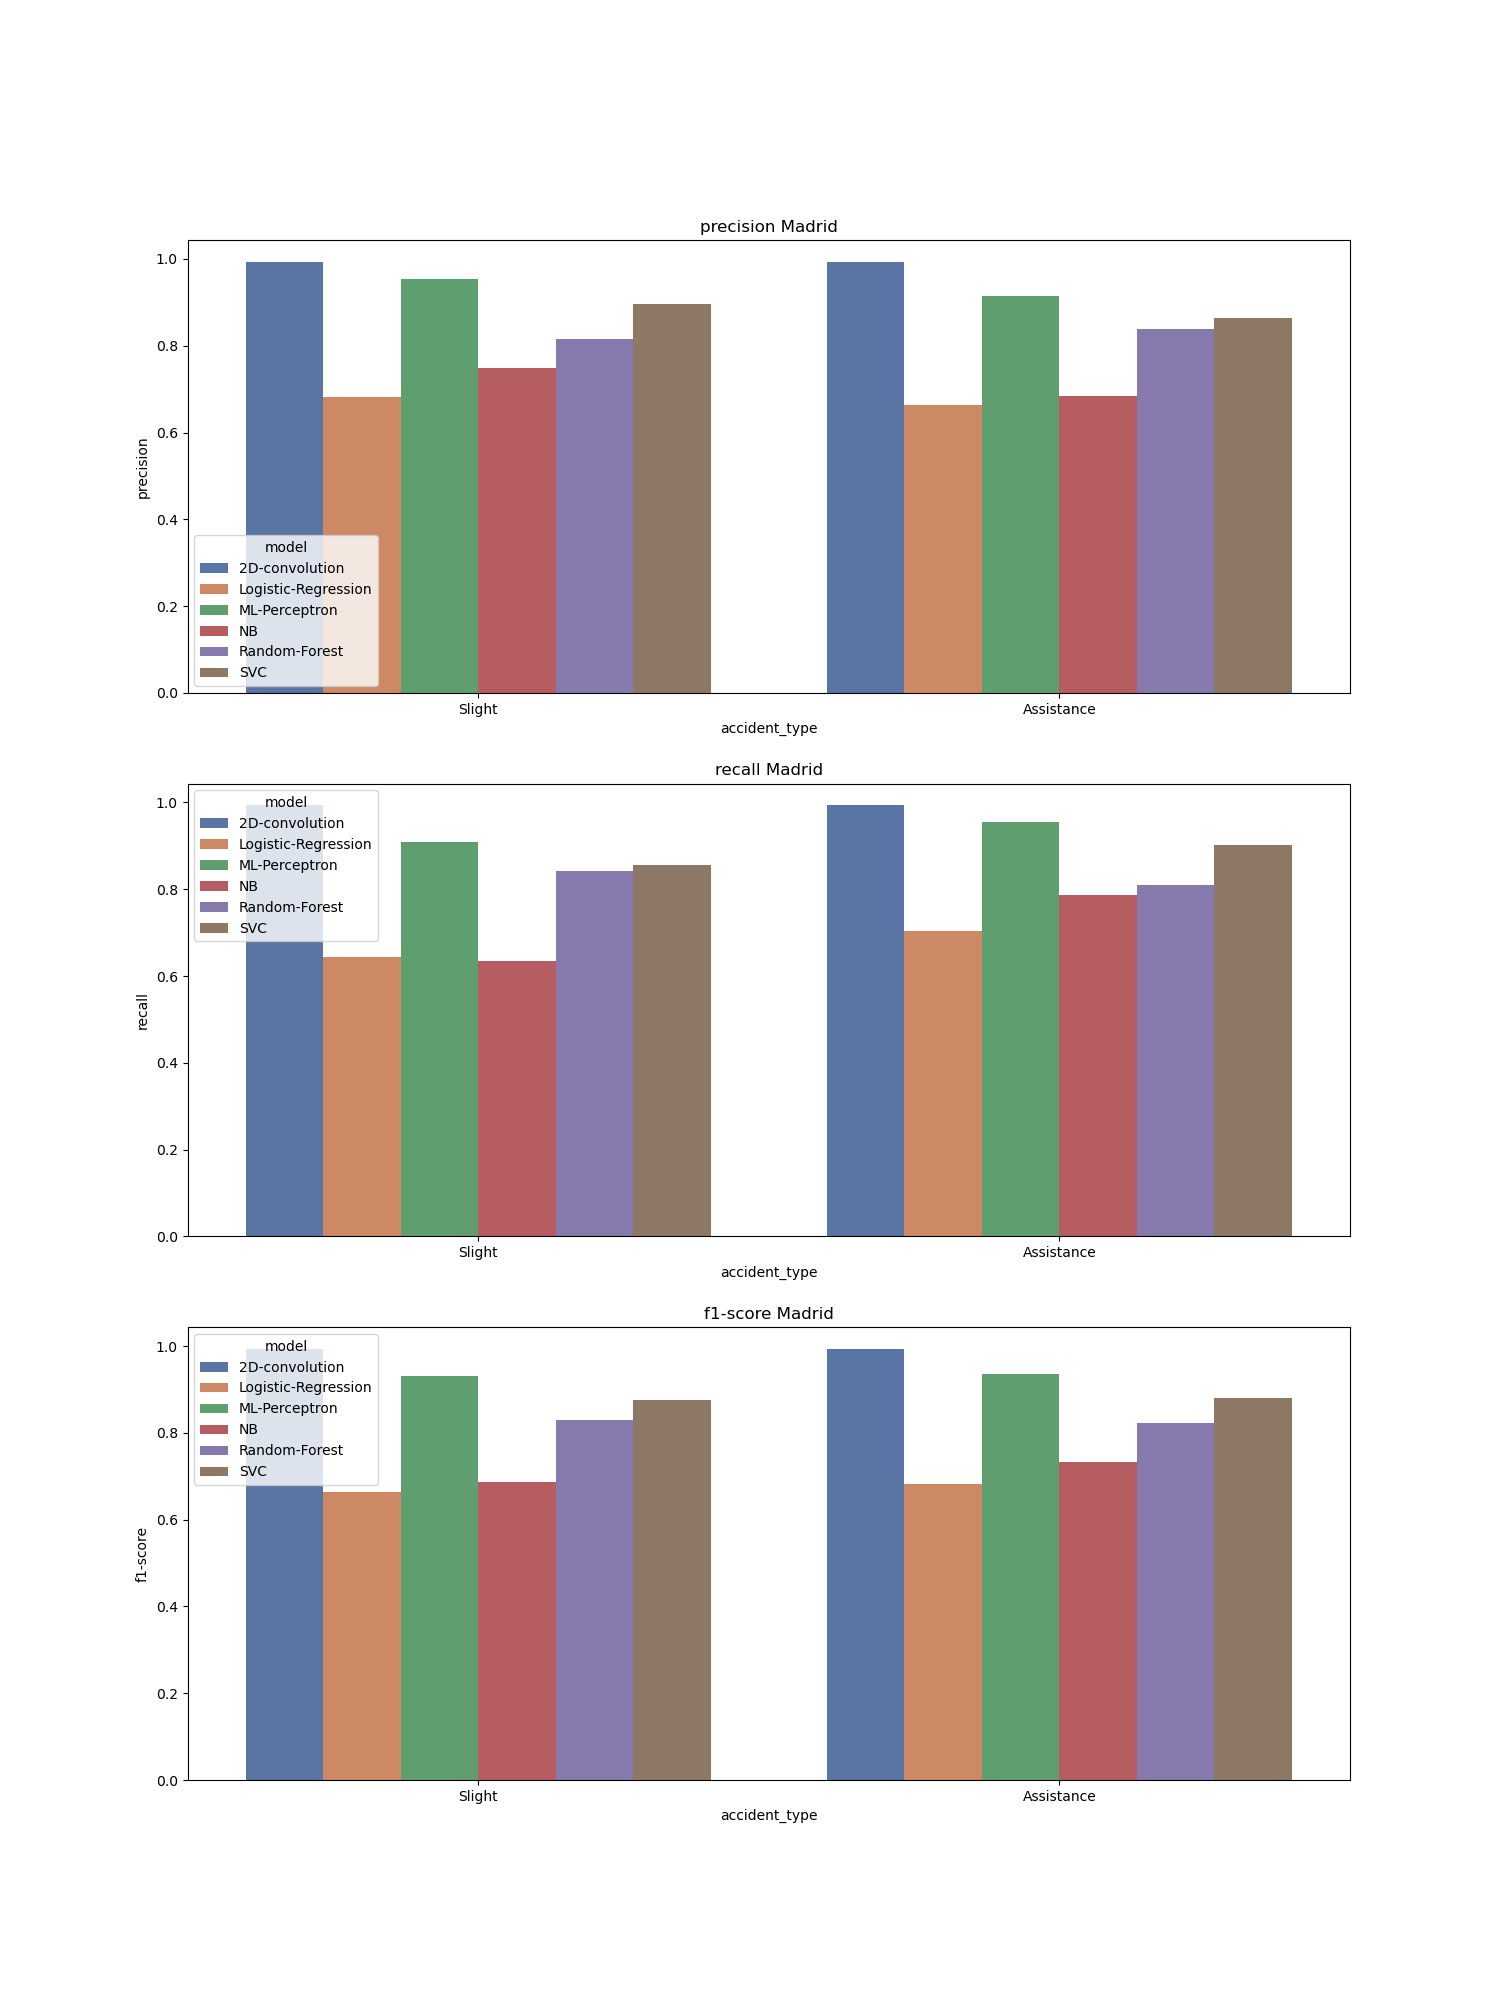 precision Madrid
1.0
0.8
0.6
0.4
0.2
0.0
precision
model
2D-convolution
Logistic-Regression
ML-Perceptron
NB
Random-Forest
SVC
Slight
Assistance
accident_type
recall Madrid
1.0
0.8
0.6
0.4
0.2
0.0
recall
model
2D-convolution
Logistic-Regression
ML-Perceptron
NB
Random-Forest
SVC
Slight
Assistance
accident_type
f1-score Madrid
1.0
0.8
0.6
0.4
0.2
0.0
f1-score
model
2D-convolution
Logistic-Regression
ML-Perceptron
NB
Random-Forest
SVC
Slight
Assistance
accident_type